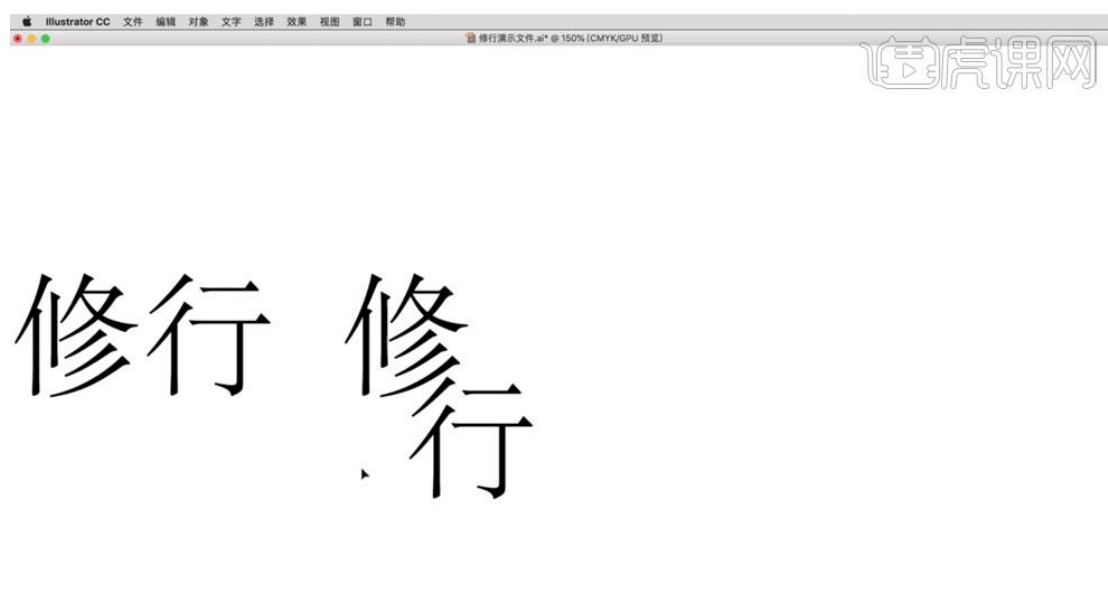 Illustrator CC 文件 编辑 对象 文字 选择 效果 视图 窗口 帮助
修行演示文件.ai* @ 150% (CMYK/GPU 预览)
虎课网
修行 修
行